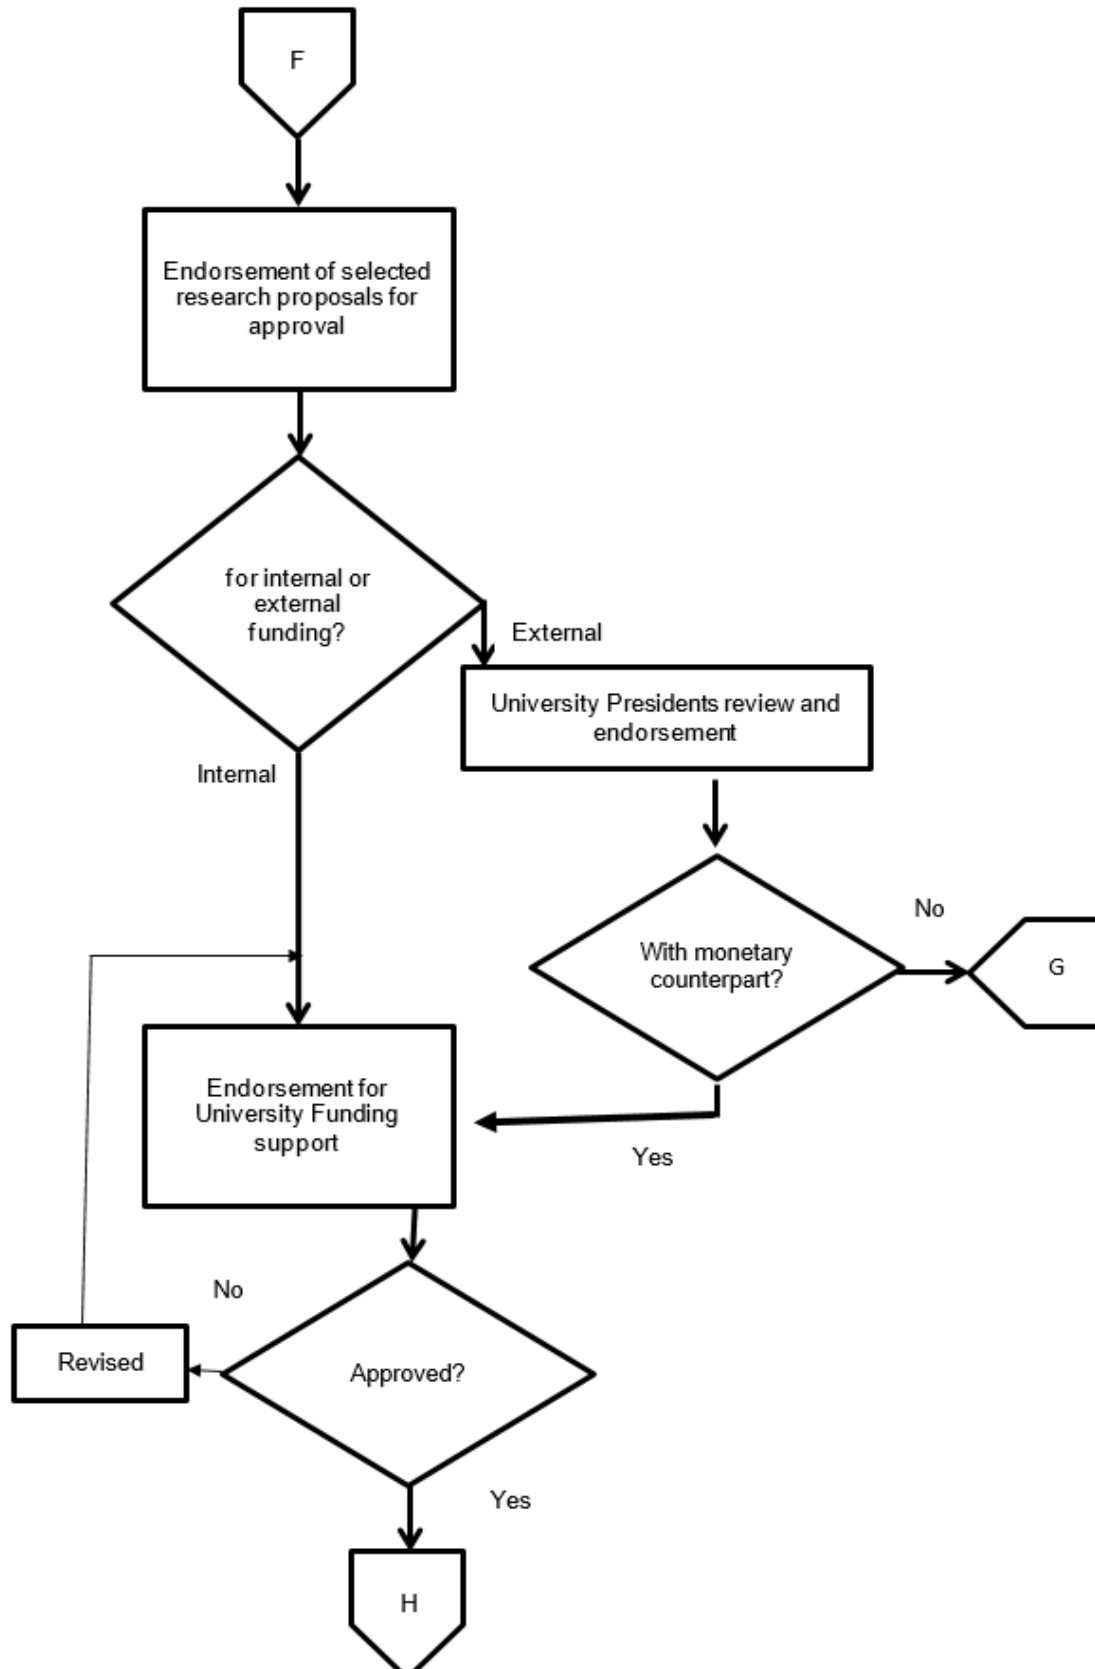 F
Endorsement of selected
research proposals for
approval
for internal or
external
funding?
External
University Presidents review and
endorsement
Internal
With monetary
counterpart?
No
G
Endorsement for
University Funding
support
Yes
No
Revised
Approved?
Yes
H